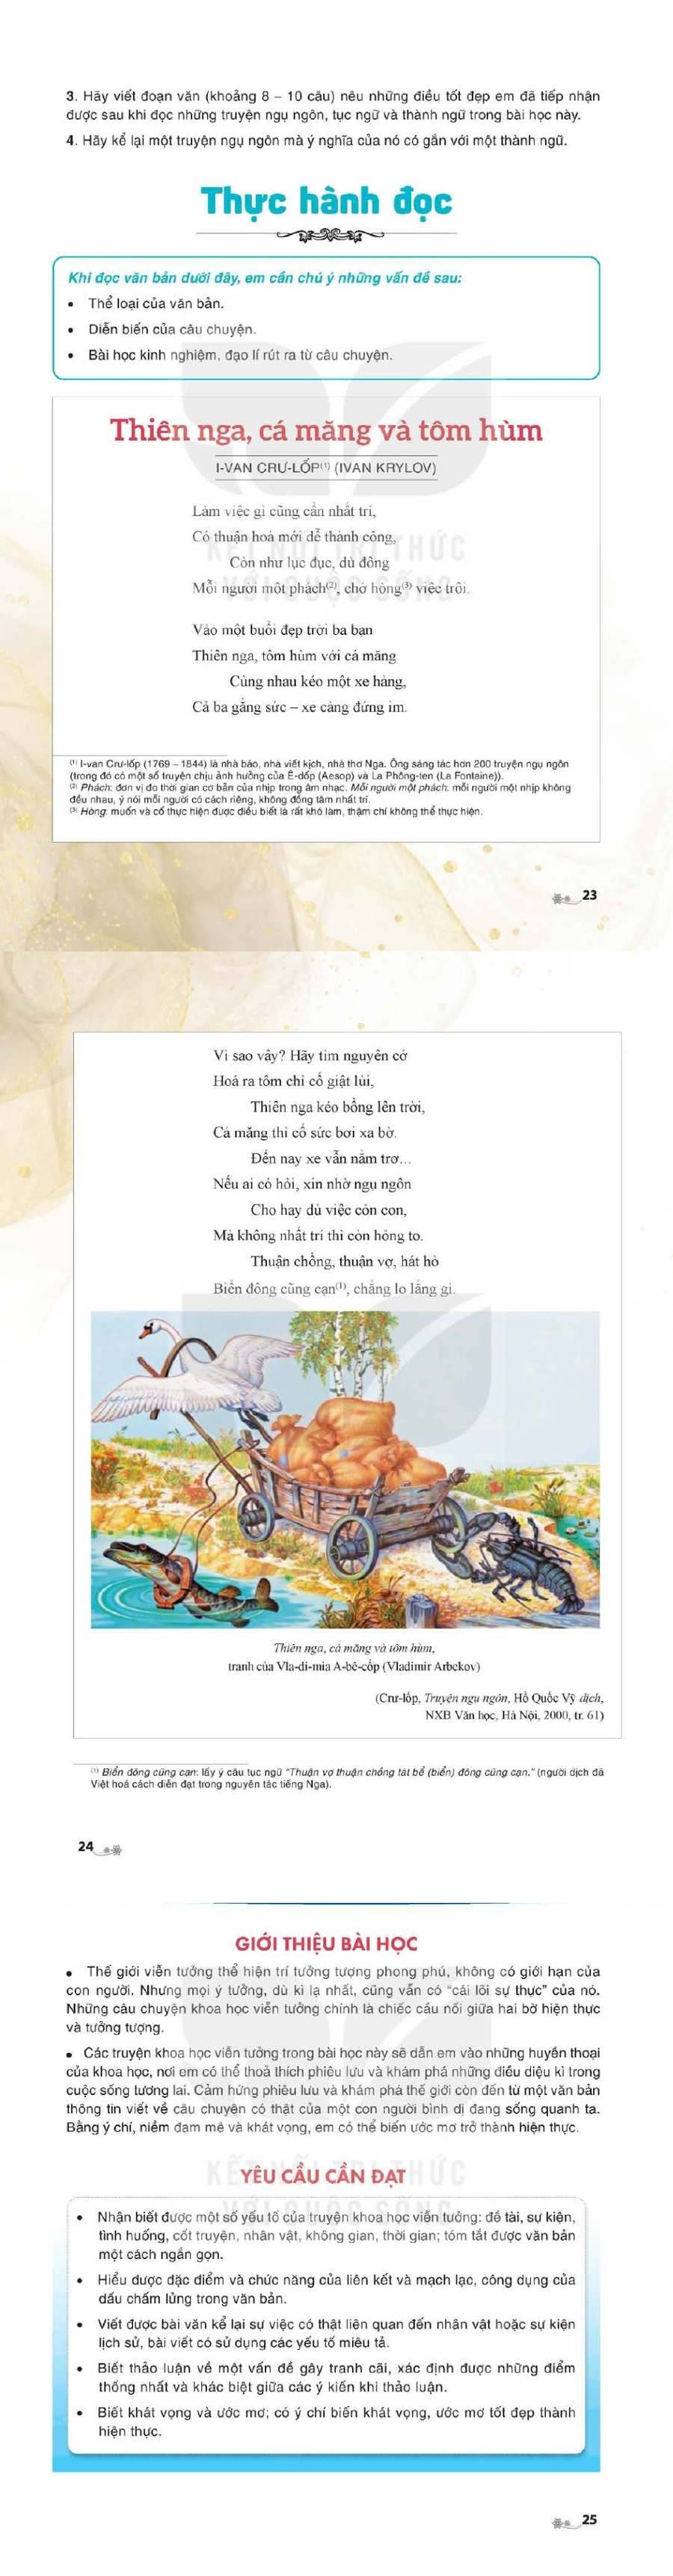 3. Hãy viết đoạn văn (khoảng 8 – 10 câu) nêu những điều tốt đẹp em đã tiếp nhận
được sau khi đọc những truyện ngụ ngôn, tục ngữ và thành ngữ trong bài học này.
4. Hãy kể lại một truyện ngụ ngôn mà ý nghĩa của nó có gắn với một thành ngữ.
Thực hành đọc
Khi đọc văn bản dưới đây, em cần chú ý những vấn đề sau:
• Thể loại của văn bản.
• Diễn biến của câu chuyện.
• Bài học kinh nghiệm, đạo lí rút ra từ câu chuyện.
Thiên nga, cá măng và tôm hùm
I-VAN CRƯ-LỐP(1) (IVAN KRYLOV)
Làm việc gì cũng cần nhất trí,
Có thuận hoà mới dễ thành công,
Còn như lục đục, dù đông
Mỗi người một phách(2), chớ hòng(3) việc trôi.
Vào một buổi đẹp trời ba bạn
Thiên nga, tôm hùm với cá măng
Cùng nhau kéo một xe hàng,
Cả ba gắng sức – xe càng đứng im.
(1) I-van Crư-lốp (1769 – 1844) là nhà báo, nhà viết kịch, nhà thơ Nga. Ông sáng tác hơn 200 truyện ngụ ngôn
(trong đó có một số truyện chịu ảnh hưởng của Ê-dốp (Aesop) và La Phông-ten (La Fontaine)).
(2) Phách: đơn vị đo thời gian cơ bản của nhịp trong âm nhạc. Mỗi người một phách: mỗi người một nhịp không
đều nhau, ý nói mỗi người có cách riêng, không đồng tâm nhất trí.
(3) Hòng: muốn và cố thực hiện được điều biết là rất khó làm, thậm chí không thể thực hiện.
23
KẾT NỐI TRI THỨC
VỚI CUỘC SỐNG
Vì sao vậy? Hãy tìm nguyên cớ
Hoá ra tôm chỉ cố giật lùi,
Thiên nga kéo bổng lên trời,
Cá măng thì cố sức bơi xa bờ.
Đến nay xe vẫn nằm trơ...
Nếu ai có hỏi, xin nhờ ngụ ngôn
Cho hay dù việc còn con,
Mà không nhất trí thì còn hỏng to.
Thuận chồng, thuận vợ, hát hò
Biển đông cũng cạn(1), chẳng lo lắng gì.
Thiên nga, cá măng và tôm hùm,
tranh của Vla-đi-mia A-bê-cốp (Vladimir Arbekov)
(Crư-lốp, Truyện ngụ ngôn, Hồ Quốc Vỹ dịch,
NXB Văn học, Hà Nội, 2000, tr. 61)
(1) Biển đông cũng cạn: lấy ý câu tục ngữ "Thuận vợ thuận chồng tát bể (biển) đông cũng cạn." (người dịch đã
Việt hoá cách diễn đạt trong nguyên tác tiếng Nga).
24
GIỚI THIỆU BÀI HỌC
• Thế giới viễn tưởng thể hiện trí tưởng tượng phong phú, không có giới hạn của
con người. Nhưng mọi ý tưởng, dù kì lạ nhất, cũng vẫn có "cái lõi sự thực" của nó.
Những câu chuyện khoa học viễn tưởng chính là chiếc cầu nối giữa hai bờ hiện thực
và tưởng tượng.
• Các truyện khoa học viễn tưởng trong bài học này sẽ dẫn em vào những huyền thoại
của khoa học, nơi em có thể thoả thích phiêu lưu và khám phá những điều diệu kì trong
cuộc sống tương lai. Cảm hứng phiêu lưu và khám phá thế giới còn đến từ một văn bản
thông tin viết về câu chuyện có thật của một con người bình dị đang sống quanh ta.
Bằng ý chí, niềm đam mê và khát vọng, em có thể biến ước mơ trở thành hiện thực.
KẾT NỐI TRI THỨC
VỚI CUỘC SỐNG
YÊU CẦU CẦN ĐẠT
• Nhận biết được một số yếu tố của truyện khoa học viễn tưởng: đề tài, sự kiện,
tình huống, cốt truyện, nhân vật, không gian, thời gian; tóm tắt được văn bản
một cách ngắn gọn.
• Hiểu được đặc điểm và chức năng của liên kết và mạch lạc, công dụng của
dấu chấm lửng trong văn bản.
• Viết được bài văn kể lại sự việc có thật liên quan đến nhân vật hoặc sự kiện
lịch sử, bài viết có sử dụng các yếu tố miêu tả.
• Biết thảo luận về một vấn đề gây tranh cãi, xác định được những điểm
thống nhất và khác biệt giữa các ý kiến khi thảo luận.
• Biết khát vọng và ước mơ; có ý chí biến khát vọng, ước mơ tốt đẹp thành
hiện thực.
25